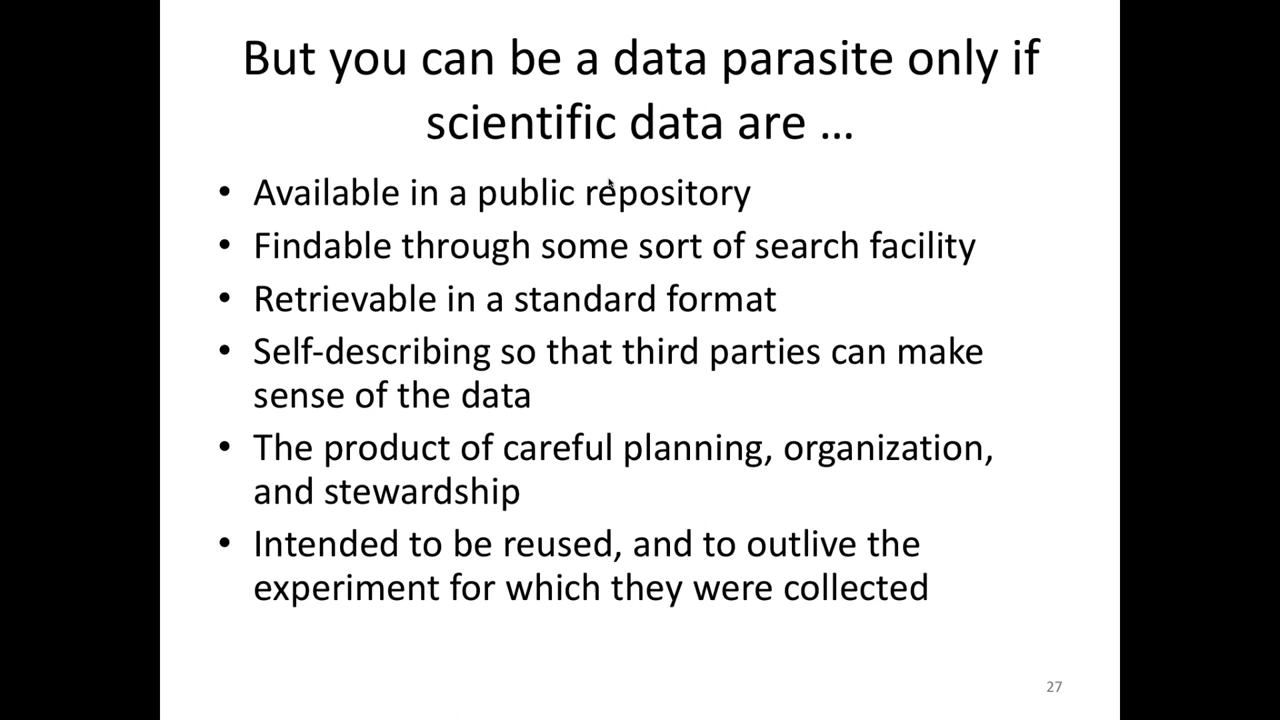 But you can be a data parasite only if
scientific data are …
• Available in a public repository
• Findable through some sort of search facility
• Retrievable in a standard format
• Self-describing so that third parties can make
sense of the data
• The product of careful planning, organization,
and stewardship
• Intended to be reused, and to outlive the
experiment for which they were collected
27